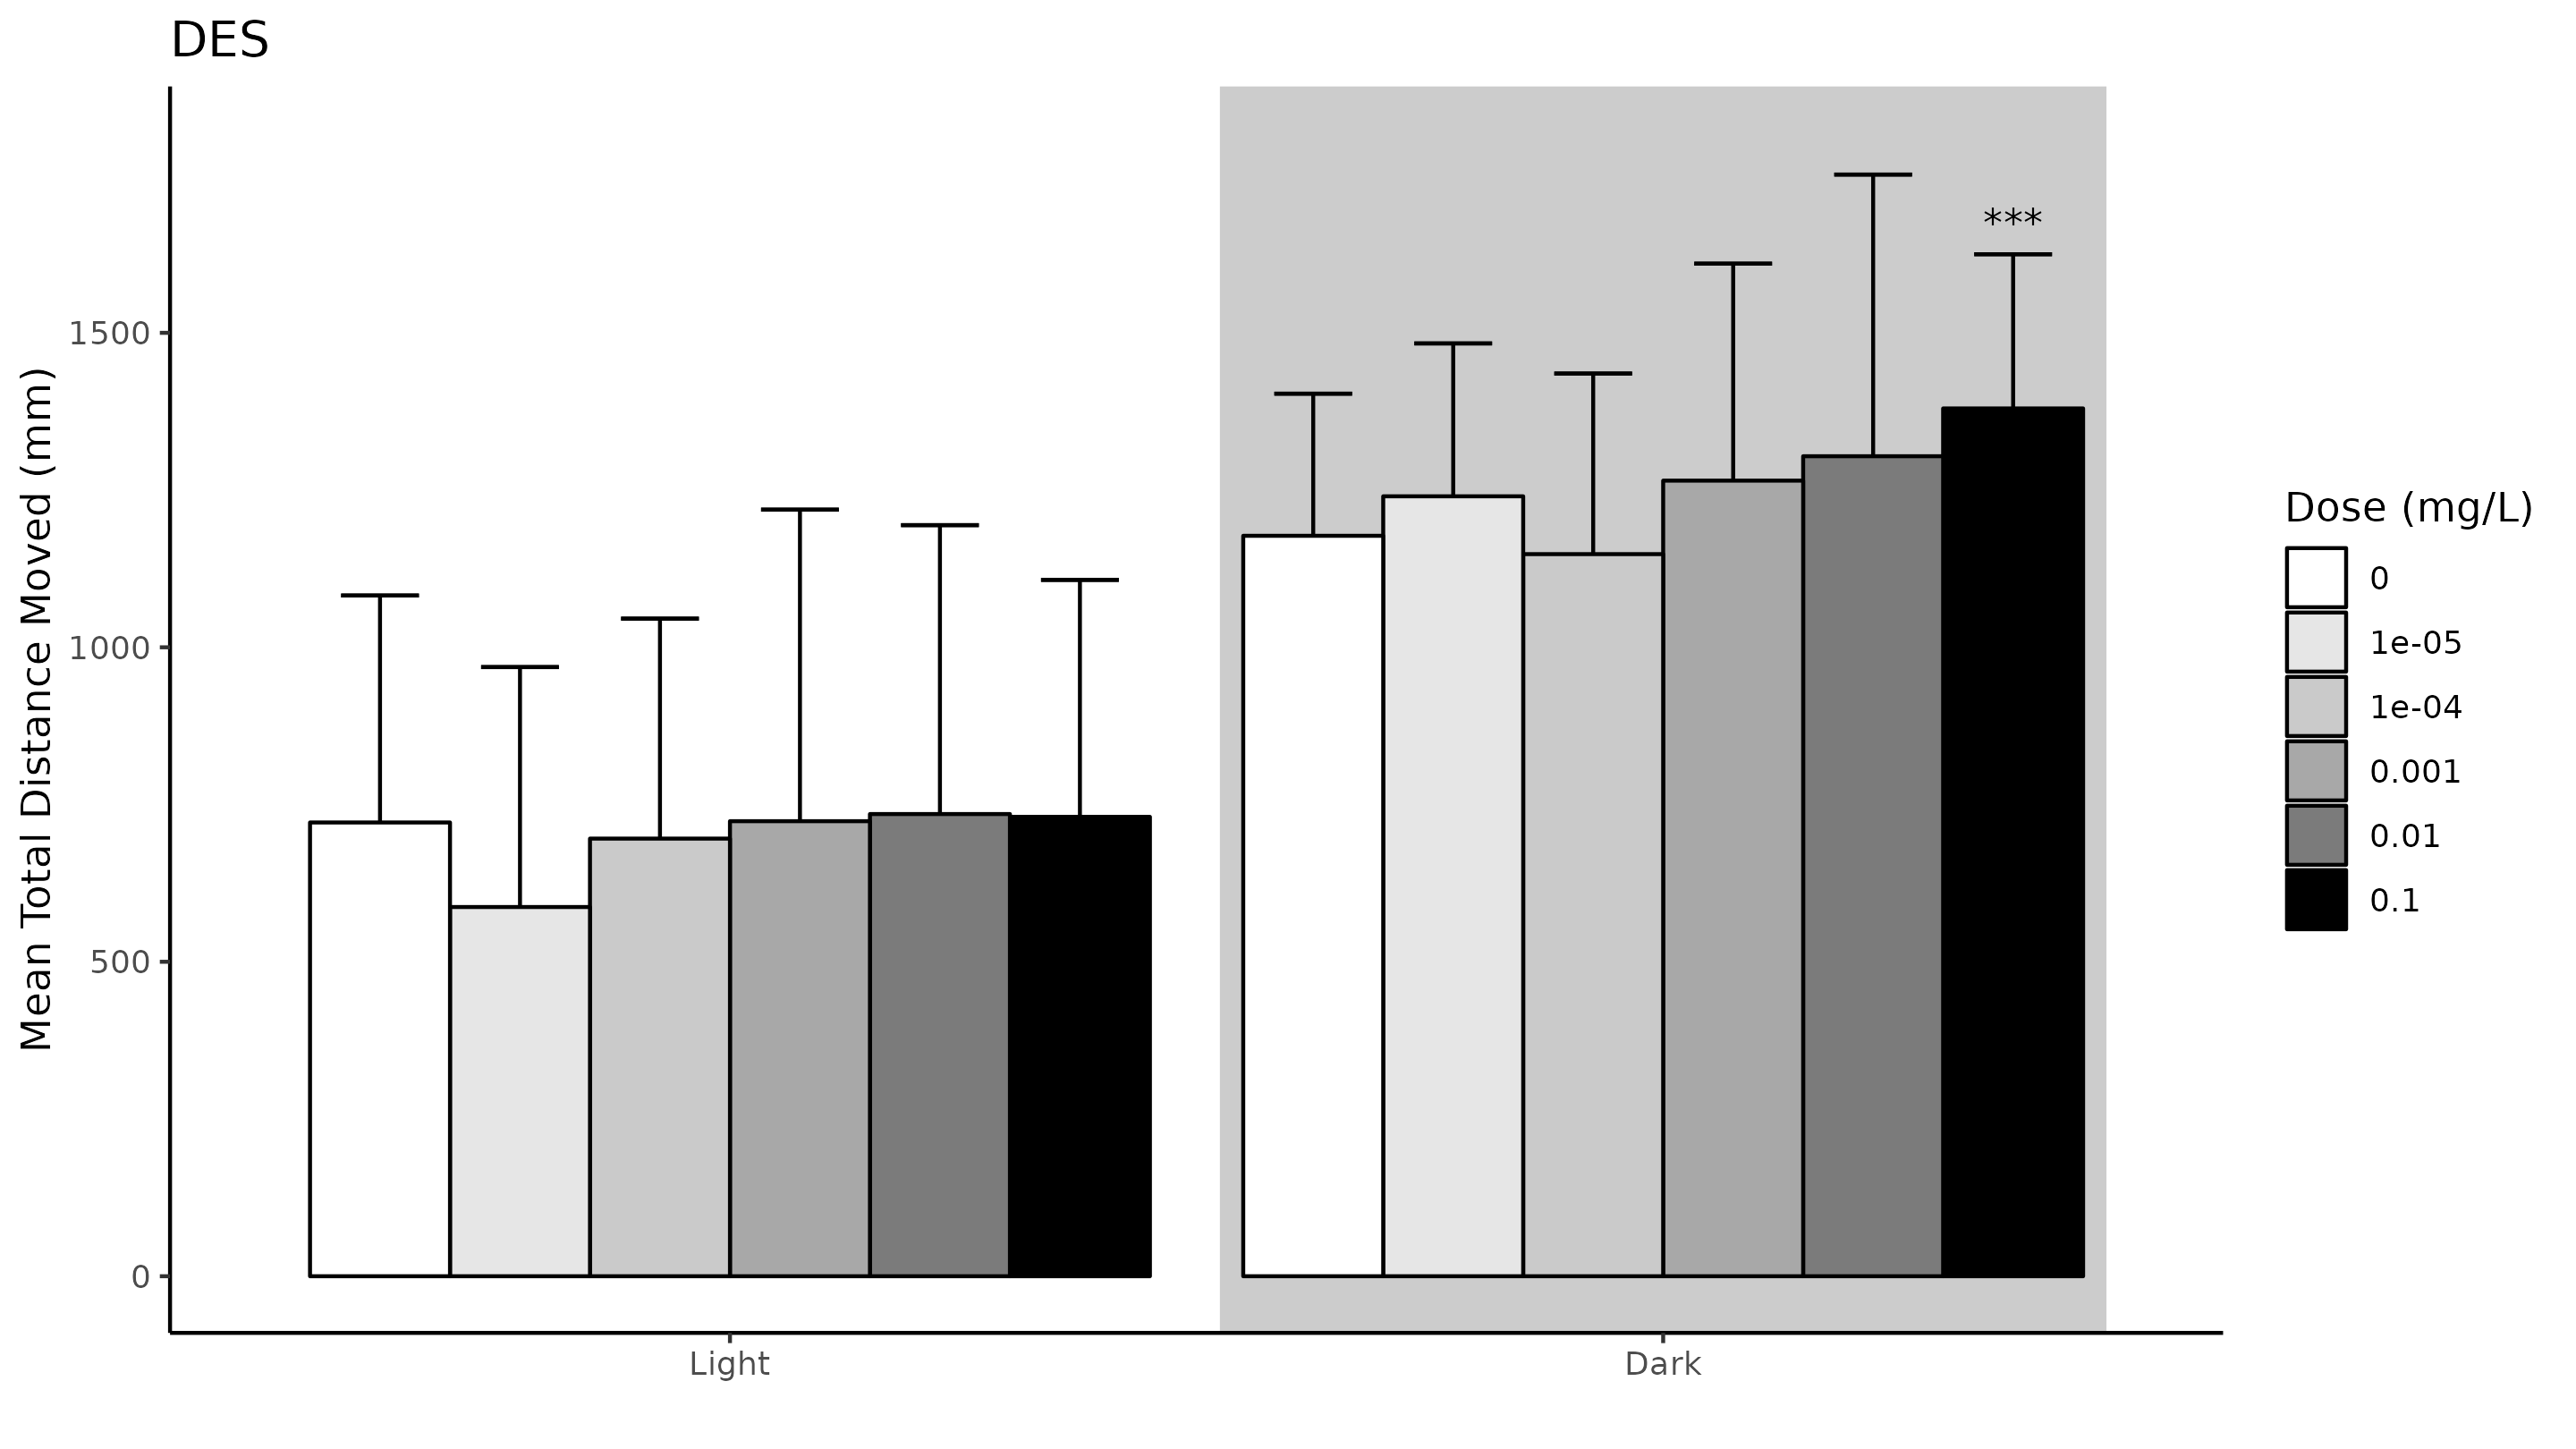 DES
Mean Total Distance Moved (mm)
1500
1000
500
0
***
Light
Dark
Dose (mg/L)
0
1e-05
1e-04
0.001
0.01
0.1